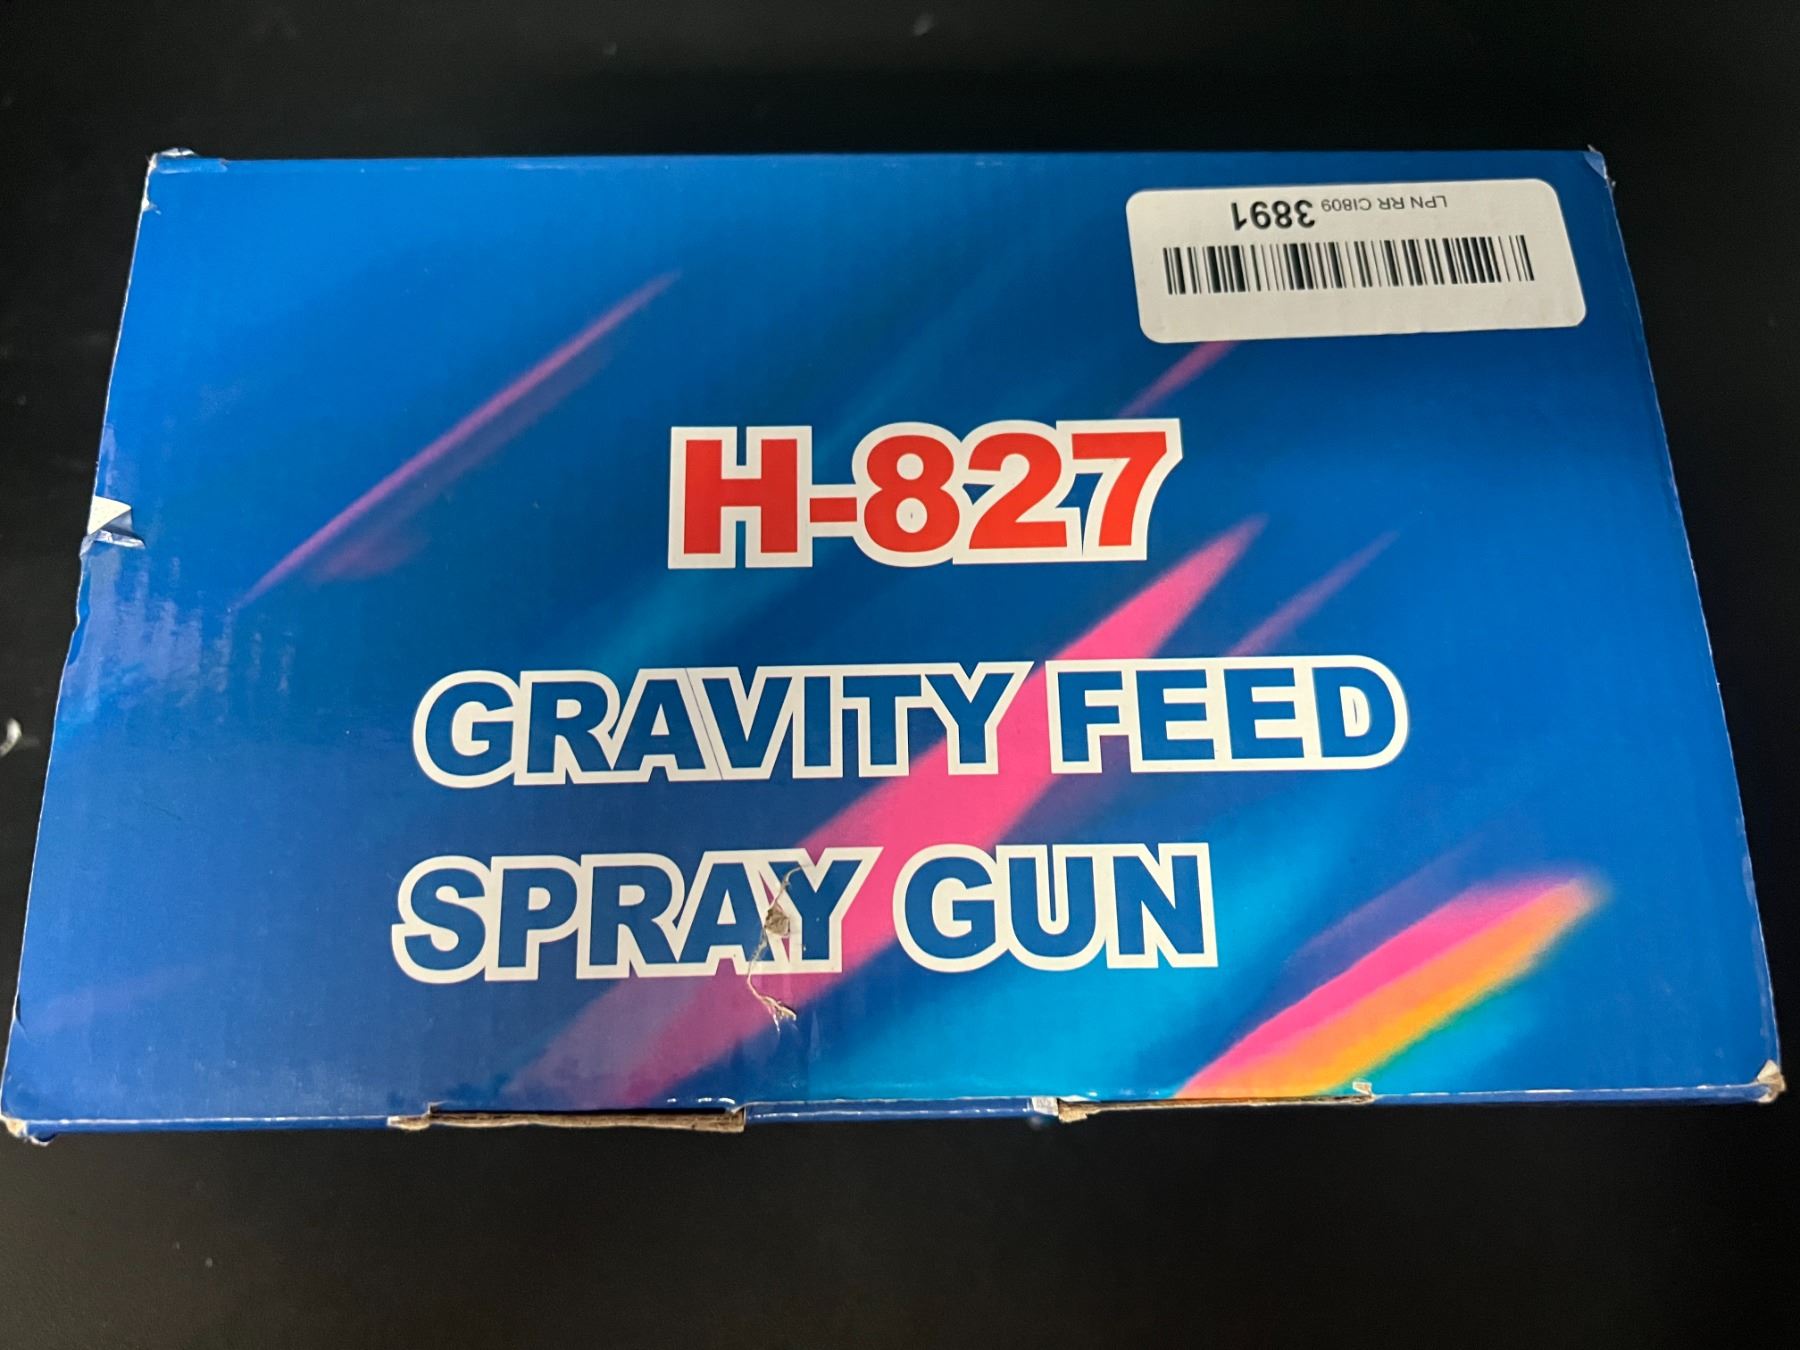 LPN RR CI809 3891
H-827
GRAVITY FEED
SPRAY GUN